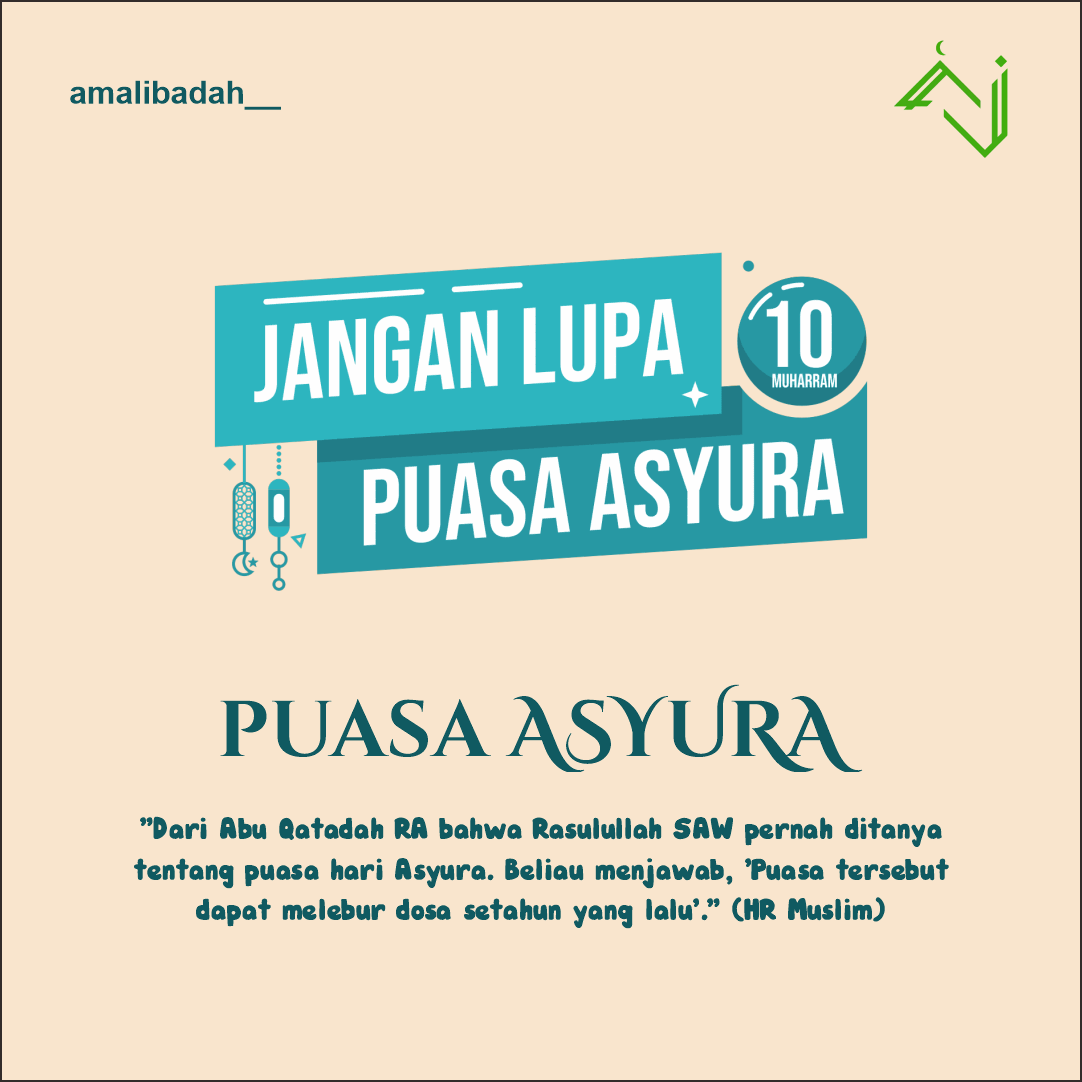 amalibadah__
JANGAN LUPA
10
MUHARRAM
PUASA ASYURA
PUASA ASYURA
"Dari Abu Qatadah RA bahwa Rasulullah SAW pernah ditanya
tentang puasa hari Asyura. Beliau menjawab, 'Puasa tersebut
dapat melebur dosa setahun yang lalu'." (HR Muslim)